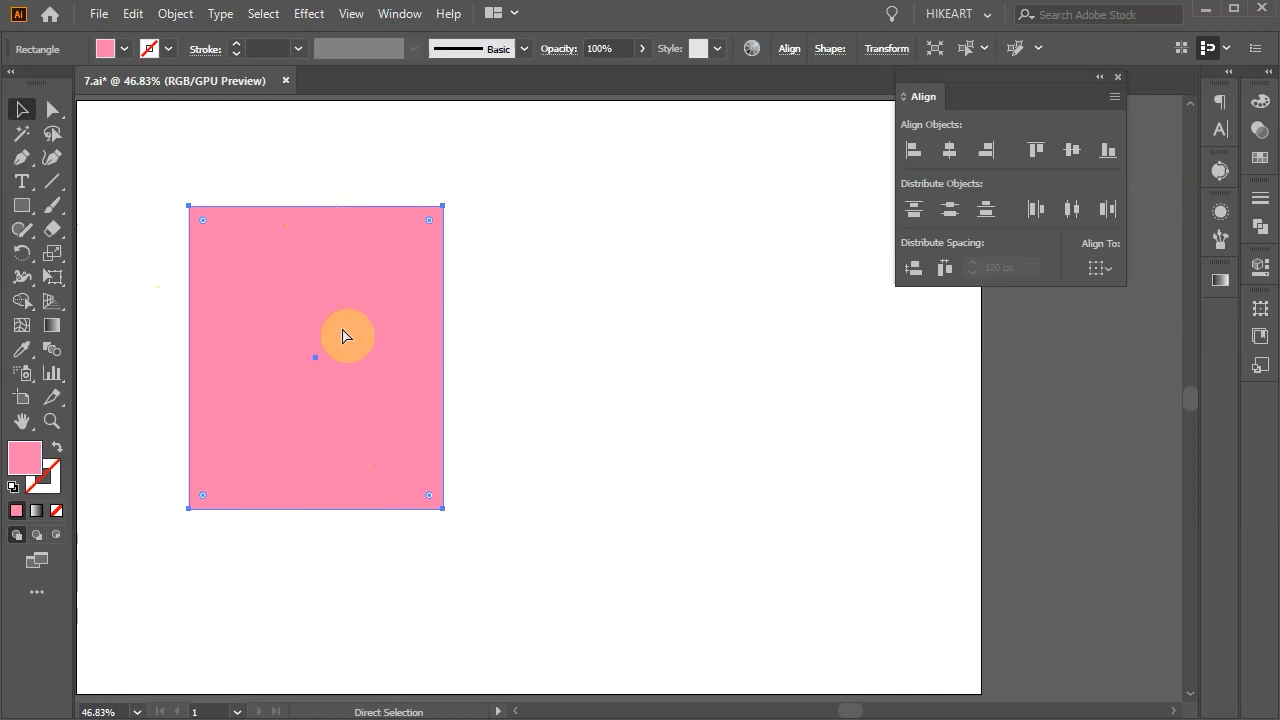 Ai File Edit Object Type Select Effect View Window Help HIKEART Search Adobe Stock
Rectangle Stroke: Basic Opacity: 100% Style: Align Shape: Transform
7.ai* @ 46.83% (RGB/GPU Preview)
Align
Align Objects:
Distribute Objects:
Distribute Spacing: Align To:
120 px
46.83% 1 Direct Selection